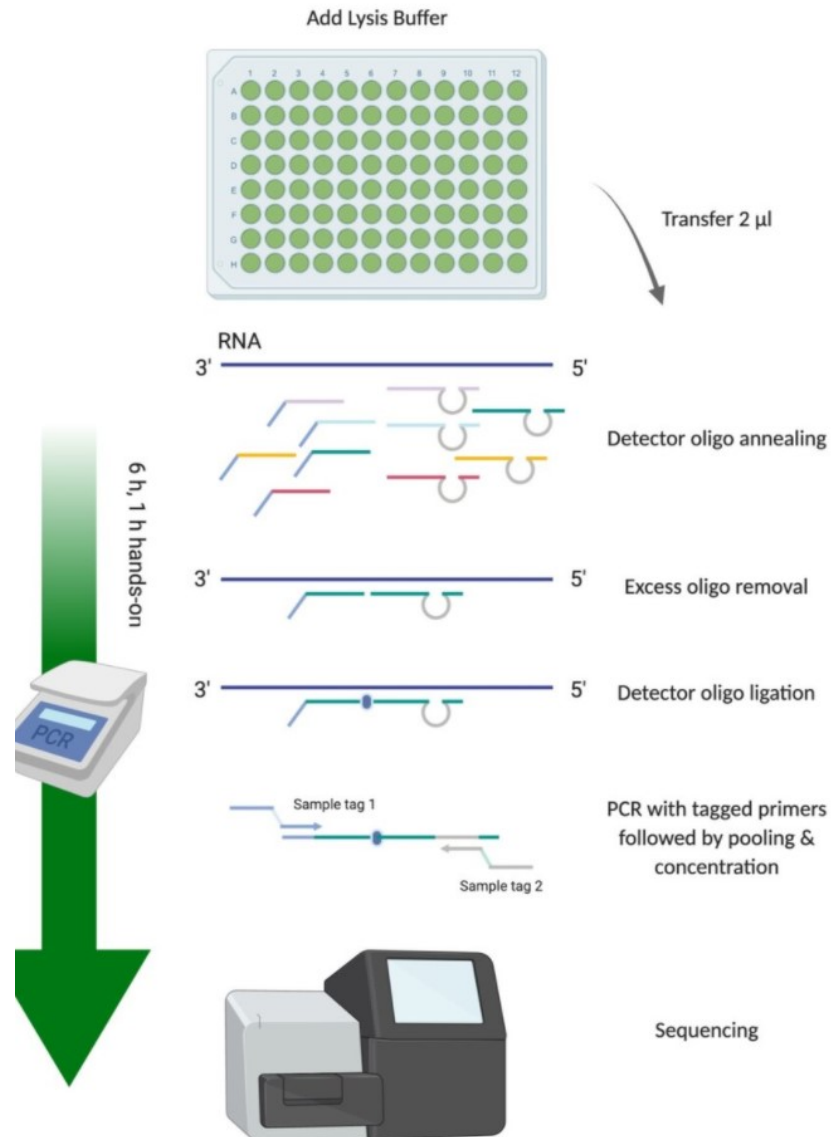 Add Lysis Buffer
1 2 3 4 5 6 7 8 9 10 11 12
A
B
C
D
E
F
G
H
Transfer 2 µl
RNA
3' 5'
Detector oligo annealing
6 h, 1 h hands-on
3' 5'
Excess oligo removal
3' 5'
Detector oligo ligation
PCR
Sample tag 1
Sample tag 2
PCR with tagged primers
followed by pooling &
concentration
Sequencing